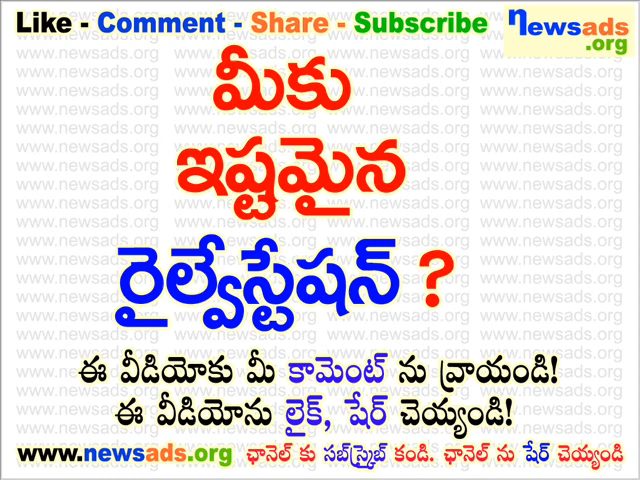 Like - Comment - Share - Subscribe
newsads
.org
మీకు
ఇష్టమైన
రైల్వేస్టేషన్ ?
ఈ వీడియోకు మీ కామెంట్ ను వ్రాయండి!
ఈ వీడియోను లైక్, షేర్ చెయ్యండి!
www.newsads.org ఛానెల్ కు సబ్‌స్క్రైబ్ కండి. ఛానెల్ ను షేర్ చెయ్యండి